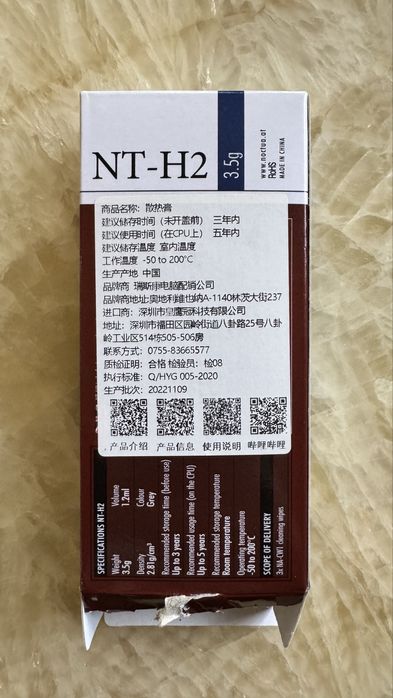 NT-H2
3.5g
www.noctua.at
RoHS
MADE IN CHINA
商品名称：散热膏
建议储存时间（未开盖前） 三年内
建议使用时间（在CPU上） 五年内
建议储存温度 室内温度
工作温度 -50 to 200°C
生产产地 中国
品牌商 瑞斯康电脑配销公司
品牌商地址:奥地利维也纳A-1140林茨大街237
进口商：深圳市皇鹰冠科技有限公司
地址：深圳市福田区园岭街道八卦路25号八卦
岭工业区514栋505-506房
联系方式：0755-83665577
质检证明：合格 检验员：检08
执行标准：Q/HYG 005-2020
生产批次：20221109
产品介绍 产品信息 使用说明 哔哩哔哩
SPECIFICATIONS NT-H2
Weight Volume
3.5g 1.2ml
Density Colour
2.81g/cm³ Grey
Recommended storage time (before use)
Up to 3 years
Recommended usage time (on the CPU)
Up to 5 years
Recommended storage temperature
Room temperature
Operating temperature
-50 to 200°C
SCOPE OF DELIVERY
3x NA-CW1 cleaning wipes